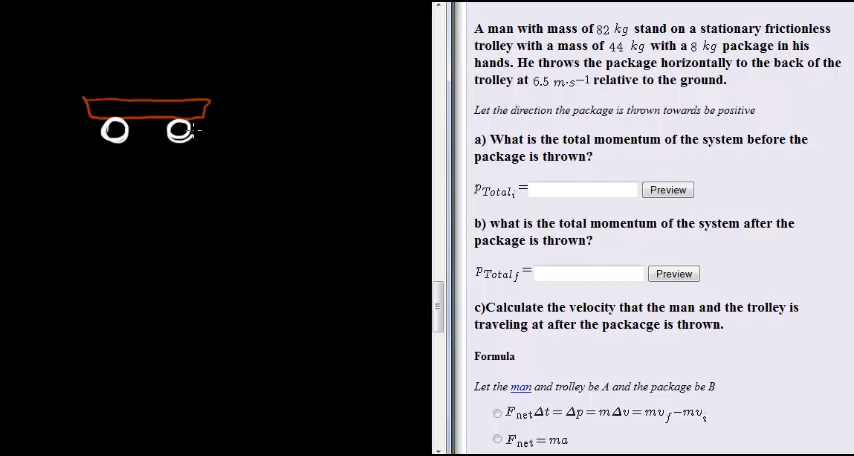 A man with mass of 82 kg stand on a stationary frictionless
trolley with a mass of 44 kg with a 8 kg package in his
hands. He throws the package horizontally to the back of the
trolley at 6.5 m·s−1 relative to the ground.
Let the direction the package is thrown towards be positive
a) What is the total momentum of the system before the
package is thrown?
pTotali = Preview
b) what is the total momentum of the system after the
package is thrown?
pTotalf = Preview
c)Calculate the velocity that the man and the trolley is
traveling at after the packacge is thrown.
Formula
Let the man and trolley be A and the package be B
FnetΔt = Δp = mΔv = mvf−mvi
Fnet = ma